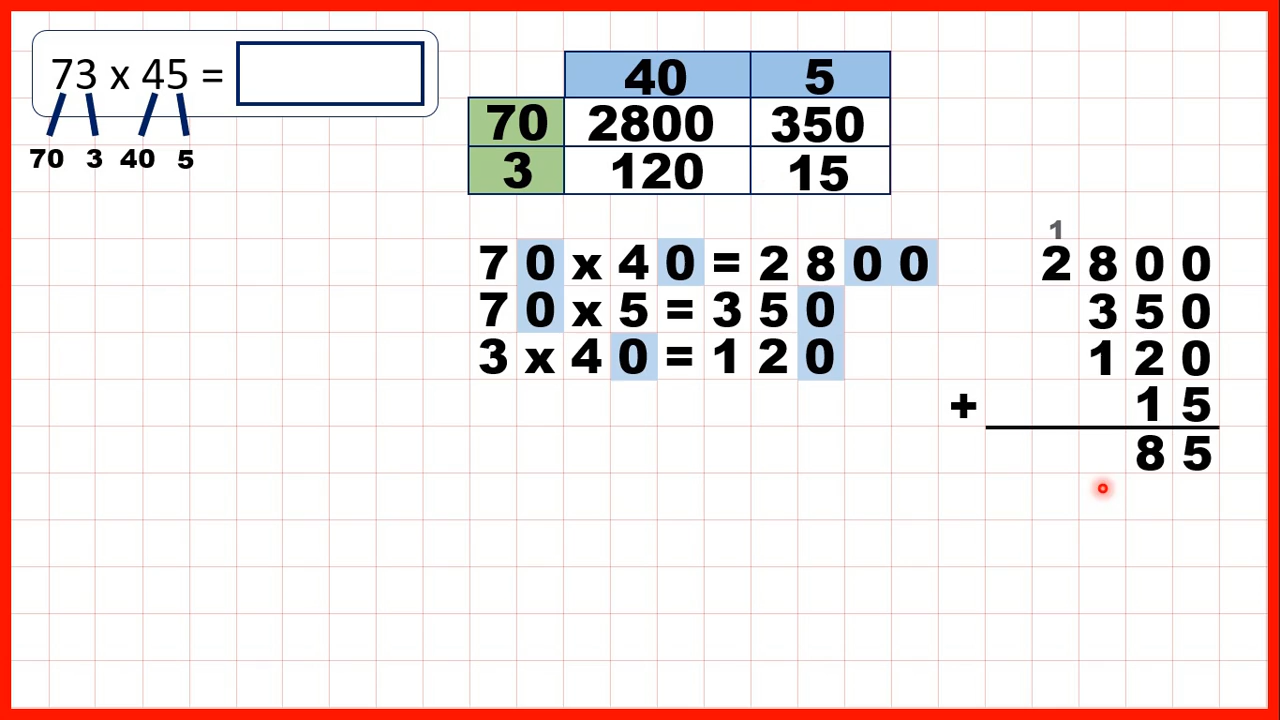 73 x 45 =
70 3 40 5
40 5
70 2800 350
3 120 15
70 x 40 = 2800
70 x 5 = 350
3 x 40 = 120
1
2800
350
120
+ 15
85